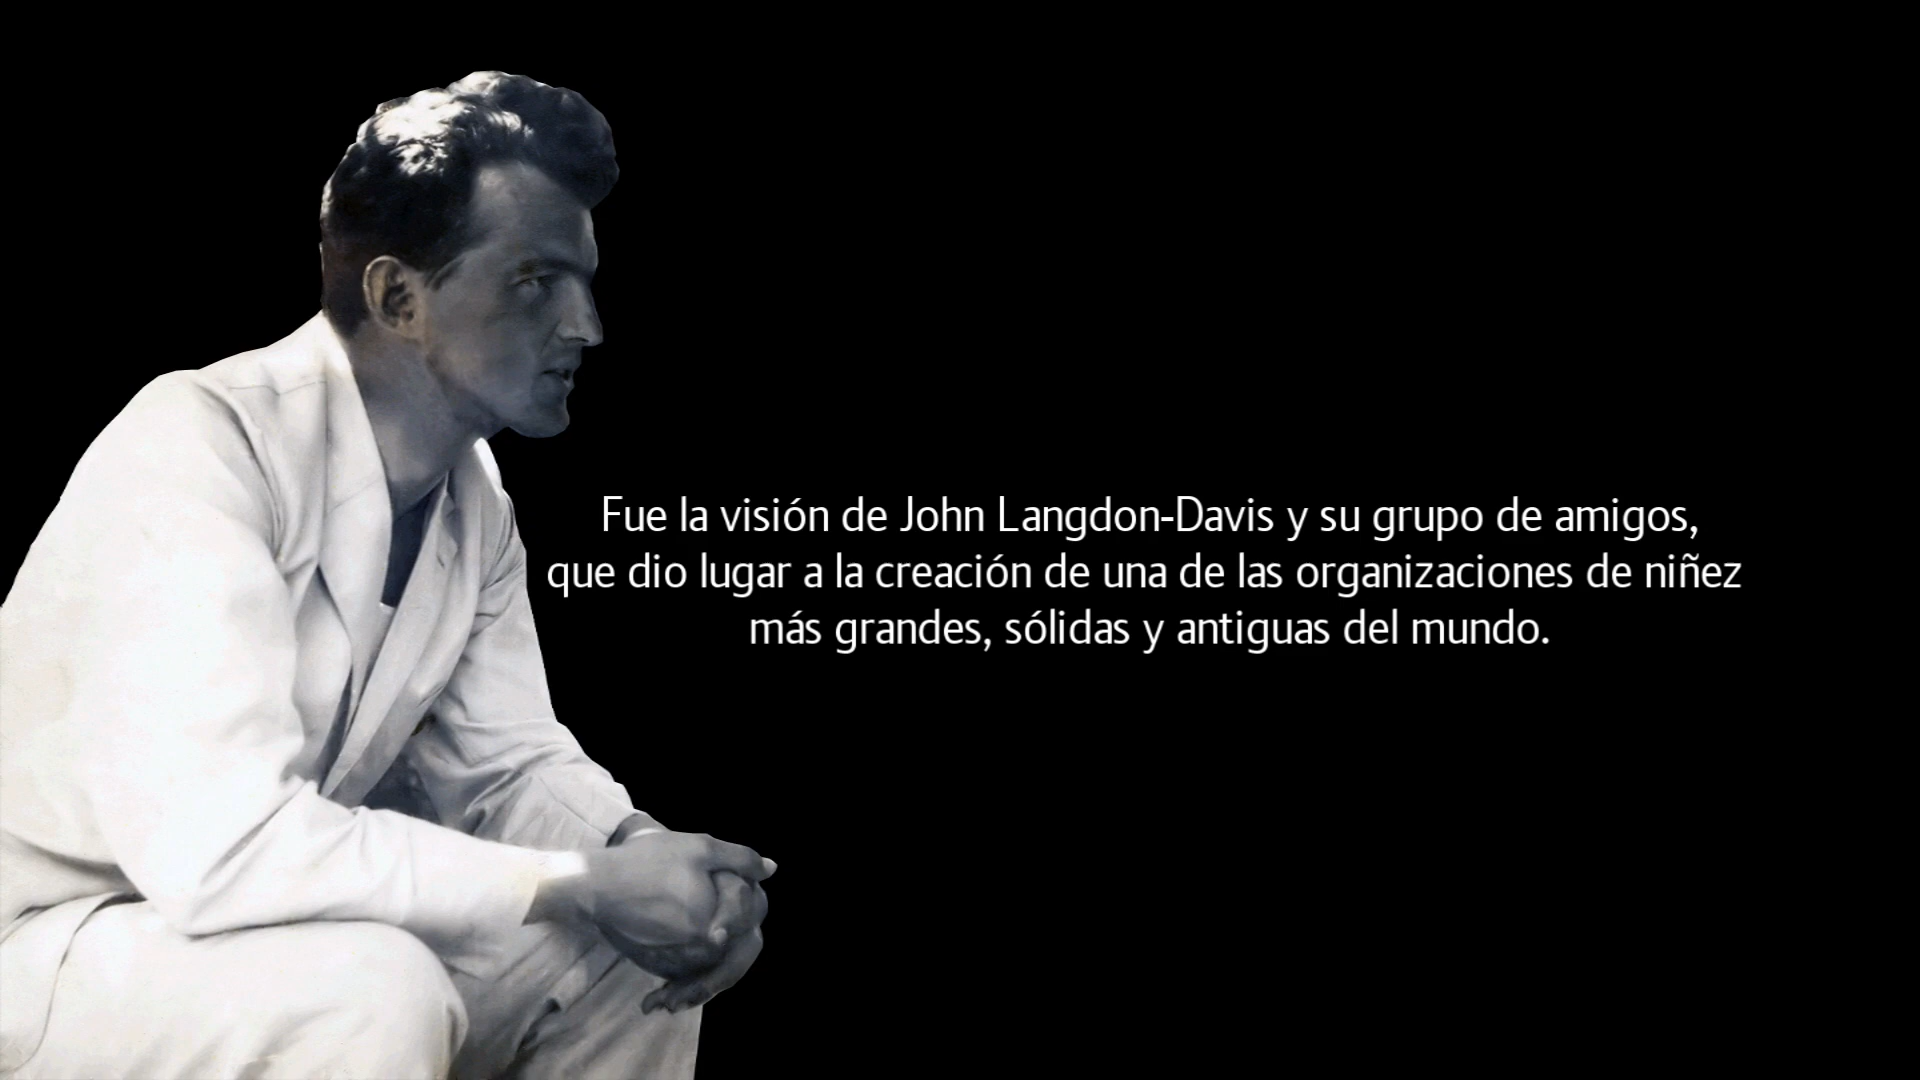 Fue la visión de John Langdon-Davis y su grupo de amigos,
que dio lugar a la creación de una de las organizaciones de niñez
más grandes, sólidas y antiguas del mundo.